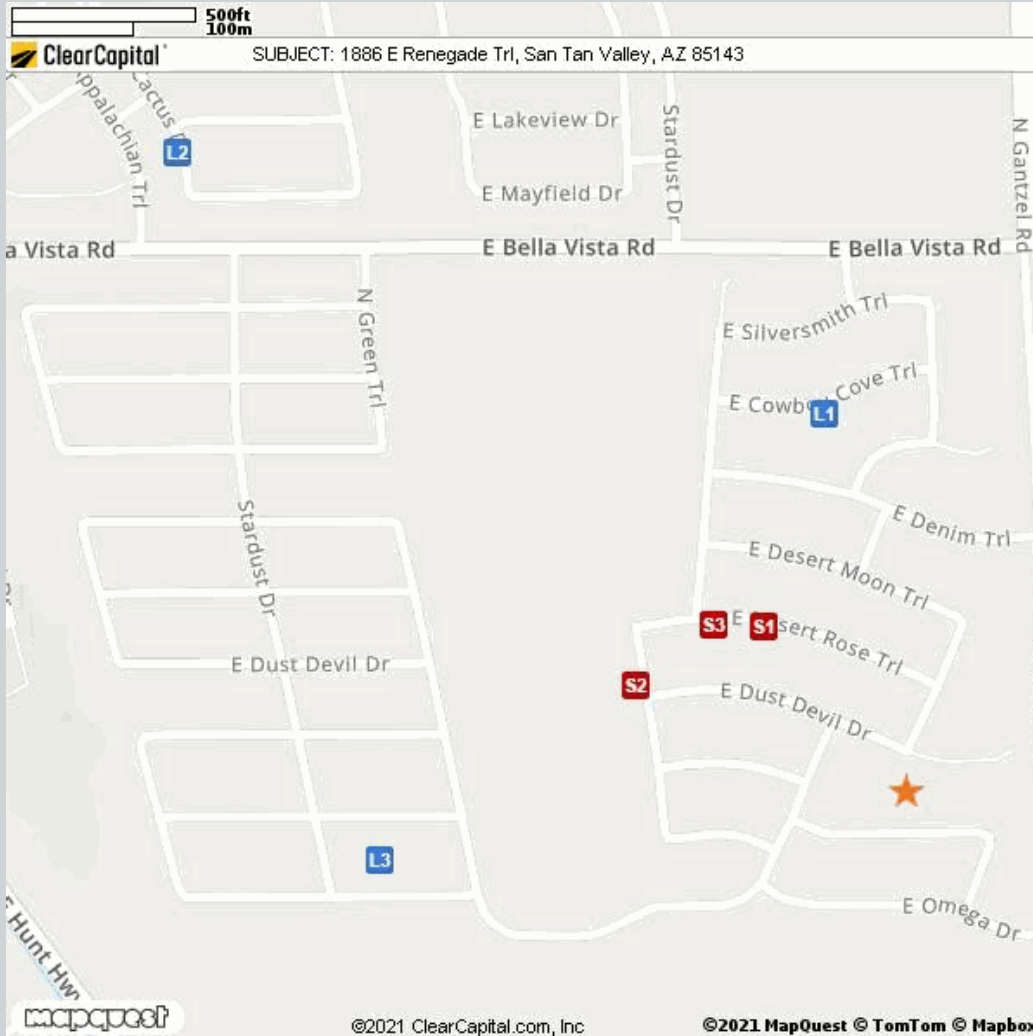 500ft
100m
ClearCapital
SUBJECT: 1886 E Renegade Trl, San Tan Valley, AZ 85143
Appalachian Trl
Cactus
L2
E Lakeview Dr
Stardust Dr
N Gantzel Rd
E Mayfield Dr
a Vista Rd
E Bella Vista Rd
E Bella Vista Rd
N Green Trl
E Silversmith Trl
E Cowb
Cove Trl
L1
Stardust Dr
E Denim Trl
E Desert Moon Trl
S3
E
S1
sert Rose Trl
E Dust Devil Dr
S2
E Dust Devil Dr
L3
E Omega Dr
E Hunt Hwy
mapquest
©2021 ClearCapital.com, Inc
©2021 MapQuest © TomTom © Mapbox